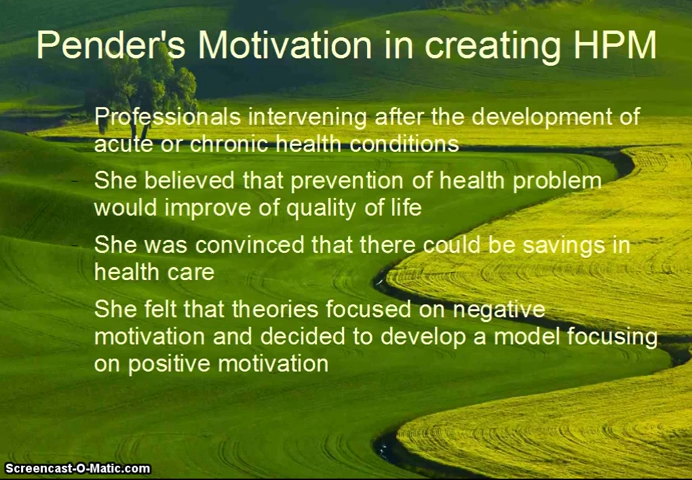 Pender's Motivation in creating HPM
Professionals intervening after the development of
acute or chronic health conditions
She believed that prevention of health problem
would improve of quality of life
She was convinced that there could be savings in
health care
She felt that theories focused on negative
motivation and decided to develop a model focusing
on positive motivation
Screencast-O-Matic.com